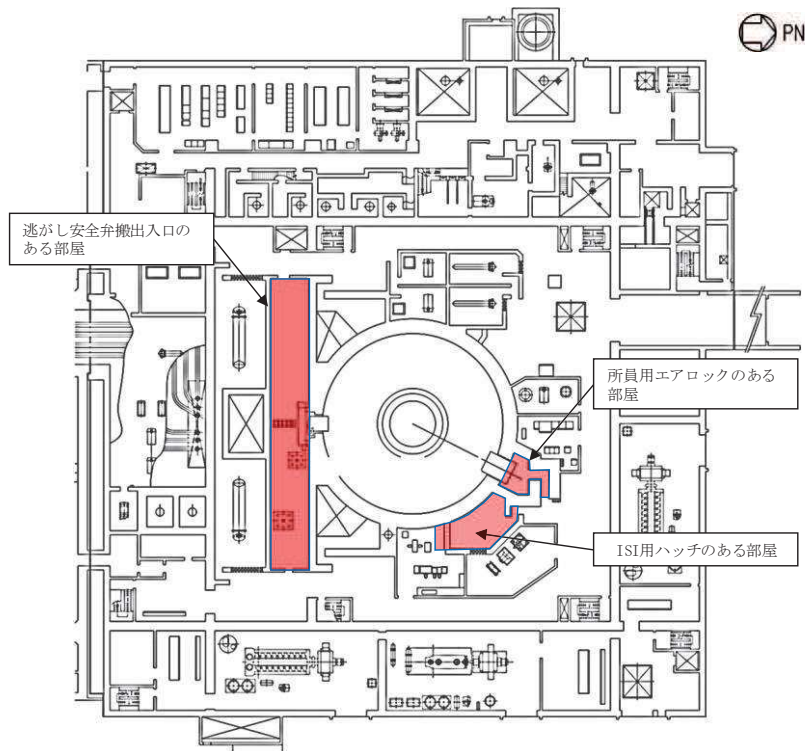 PN
逃がし安全弁搬出入口の
ある部屋
所員用エアロックのある
部屋
ISI用ハッチのある部屋